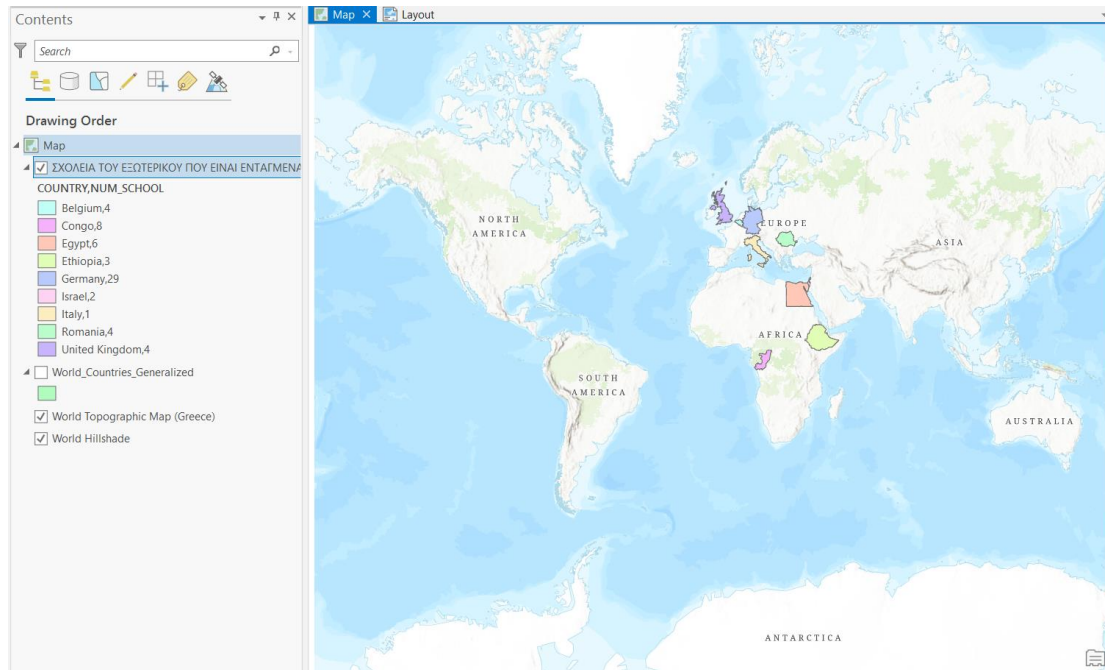 Contents
Map
Layout
Search
Drawing Order
Map
ΣΧΟΛΕΙΑ ΤΟΥ ΕΞΩΤΕΡΙΚΟΥ ΠΟΥ ΕΙΝΑΙ ΕΝΤΑΓΜΕΝΑ
COUNTRY,NUM_SCHOOL
Belgium,4
Congo,8
Egypt,6
Ethiopia,3
Germany,29
Israel,2
Italy,1
Romania,4
United Kingdom,4
World_Countries_Generalized
World Topographic Map (Greece)
World Hillshade
NORTH
AMERICA
EUROPE
ASIA
AFRICA
SOUTH
AMERICA
AUSTRALIA
ANTARCTICA